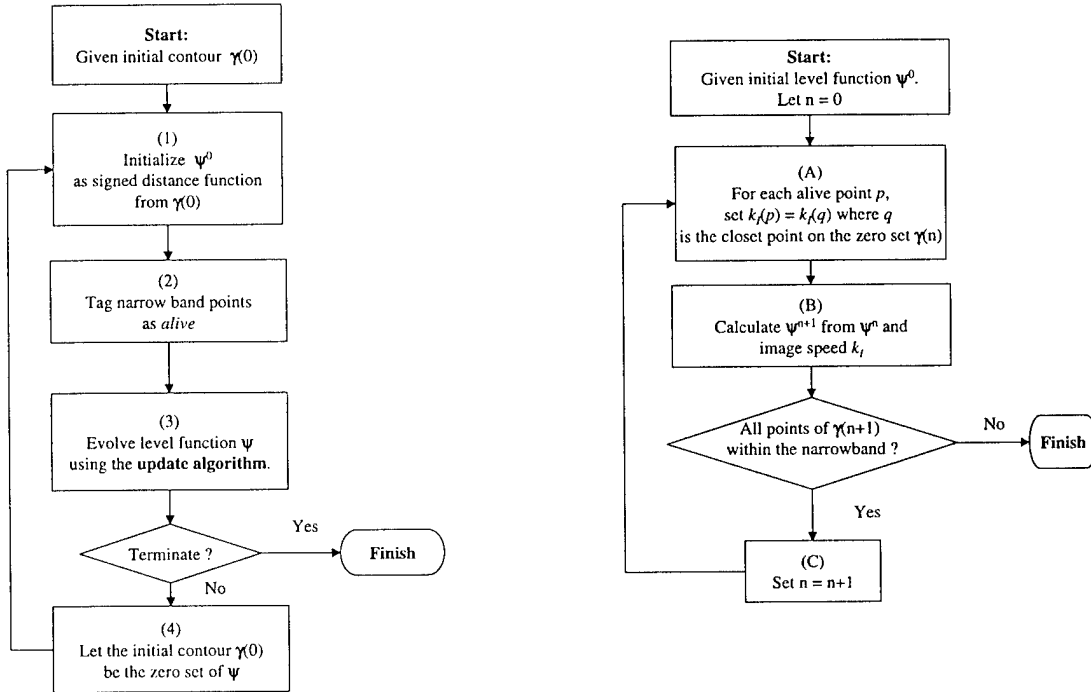 Start:
Given initial contour γ(0)
(1)
Initialize ψ⁰
as signed distance function
from γ(0)
(2)
Tag narrow band points
as alive
(3)
Evolve level function ψ
using the update algorithm.
Terminate ?
Yes
Finish
No
(4)
Let the initial contour γ(0)
be the zero set of ψ
Start:
Given initial level function ψ⁰.
Let n = 0
(A)
For each alive point p,
set k_I(p) = k_I(q) where q
is the closet point on the zero set γ(n)
(B)
Calculate ψⁿ⁺¹ from ψⁿ and
image speed k_I
All points of γ(n+1)
within the narrowband ?
No
Finish
Yes
(C)
Set n = n+1